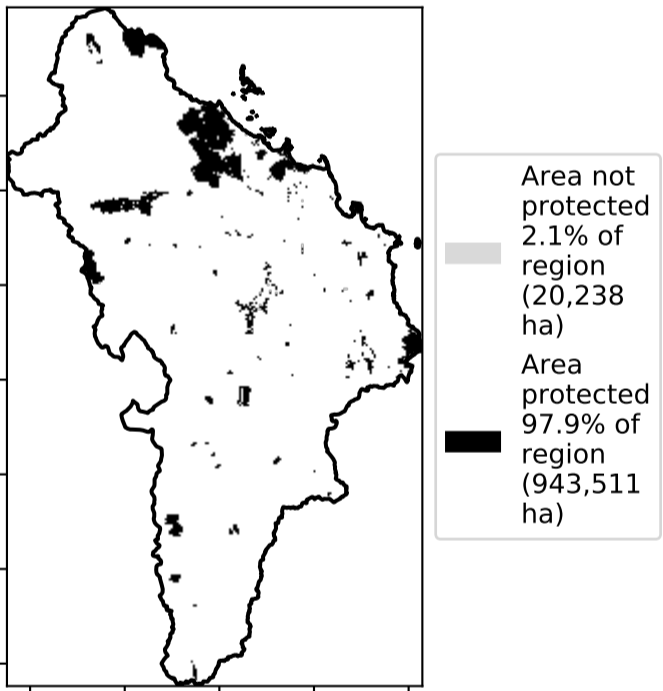 Area not
protected
2.1% of
region
(20,238
ha)
Area
protected
97.9% of
region
(943,511
ha)